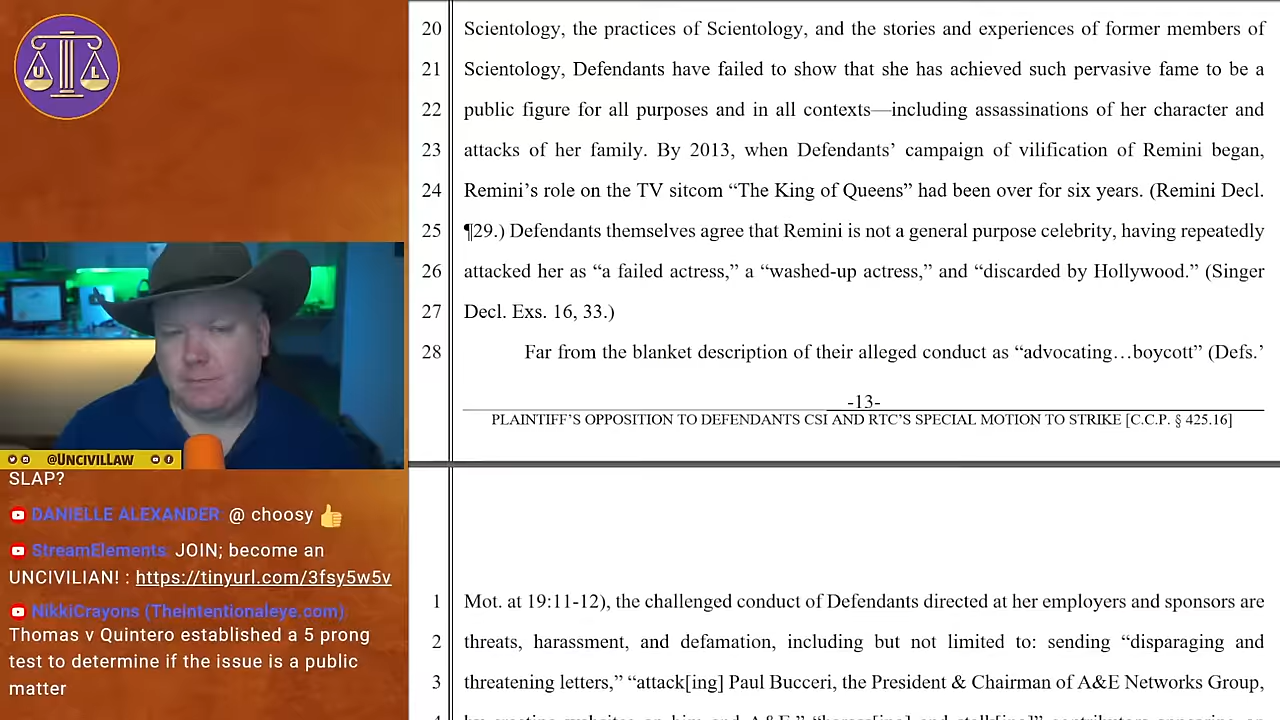 U L
@UNCIVILLAW
SLAP?
DANIELLE ALEXANDER: @ choosy 👍
StreamElements: JOIN; become an
UNCIVILIAN! : https://tinyurl.com/3fsy5w5v
NikkiCrayons (TheIntentionaleye.com):
Thomas v Quintero established a 5 prong
test to determine if the issue is a public
matter
20 Scientology, the practices of Scientology, and the stories and experiences of former members of
21 Scientology, Defendants have failed to show that she has achieved such pervasive fame to be a
22 public figure for all purposes and in all contexts—including assassinations of her character and
23 attacks of her family. By 2013, when Defendants’ campaign of vilification of Remini began,
24 Remini’s role on the TV sitcom “The King of Queens” had been over for six years. (Remini Decl.
25 ¶29.) Defendants themselves agree that Remini is not a general purpose celebrity, having repeatedly
26 attacked her as “a failed actress,” a “washed-up actress,” and “discarded by Hollywood.” (Singer
27 Decl. Exs. 16, 33.)
28 Far from the blanket description of their alleged conduct as “advocating…boycott” (Defs.’
-13-
PLAINTIFF’S OPPOSITION TO DEFENDANTS CSI AND RTC’S SPECIAL MOTION TO STRIKE [C.C.P. § 425.16]
1 Mot. at 19:11-12), the challenged conduct of Defendants directed at her employers and sponsors are
2 threats, harassment, and defamation, including but not limited to: sending “disparaging and
3 threatening letters,” “attack[ing] Paul Bucceri, the President & Chairman of A&E Networks Group,